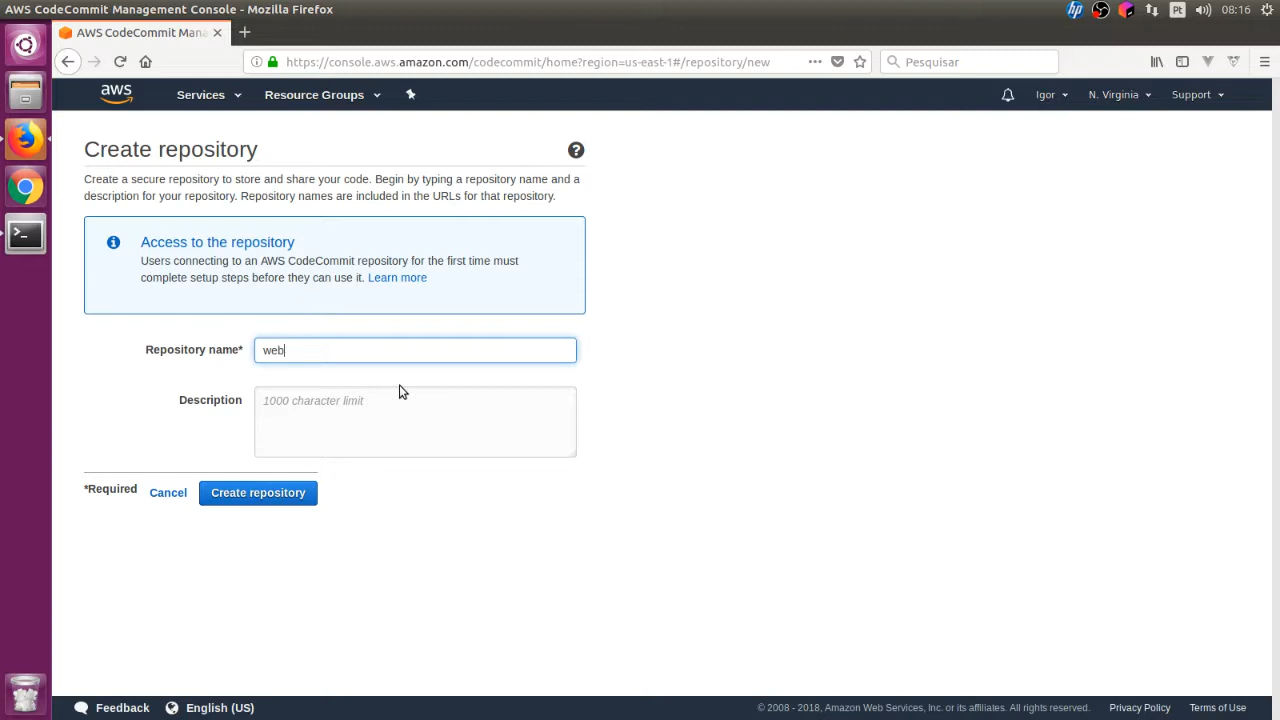 AWS CodeCommit Management Console - Mozilla Firefox
Pt
08:16
AWS CodeCommit Mana
https://console.aws.amazon.com/codecommit/home?region=us-east-1#/repository/new
Pesquisar
aws
Services
Resource Groups
Igor
N. Virginia
Support
Create repository
Create a secure repository to store and share your code. Begin by typing a repository name and a
description for your repository. Repository names are included in the URLs for that repository.
Access to the repository
Users connecting to an AWS CodeCommit repository for the first time must
complete setup steps before they can use it. Learn more
Repository name*
web
Description
1000 character limit
*Required
Cancel
Create repository
Feedback
English (US)
© 2008 - 2018, Amazon Web Services, Inc. or its affiliates. All rights reserved.
Privacy Policy
Terms of Use